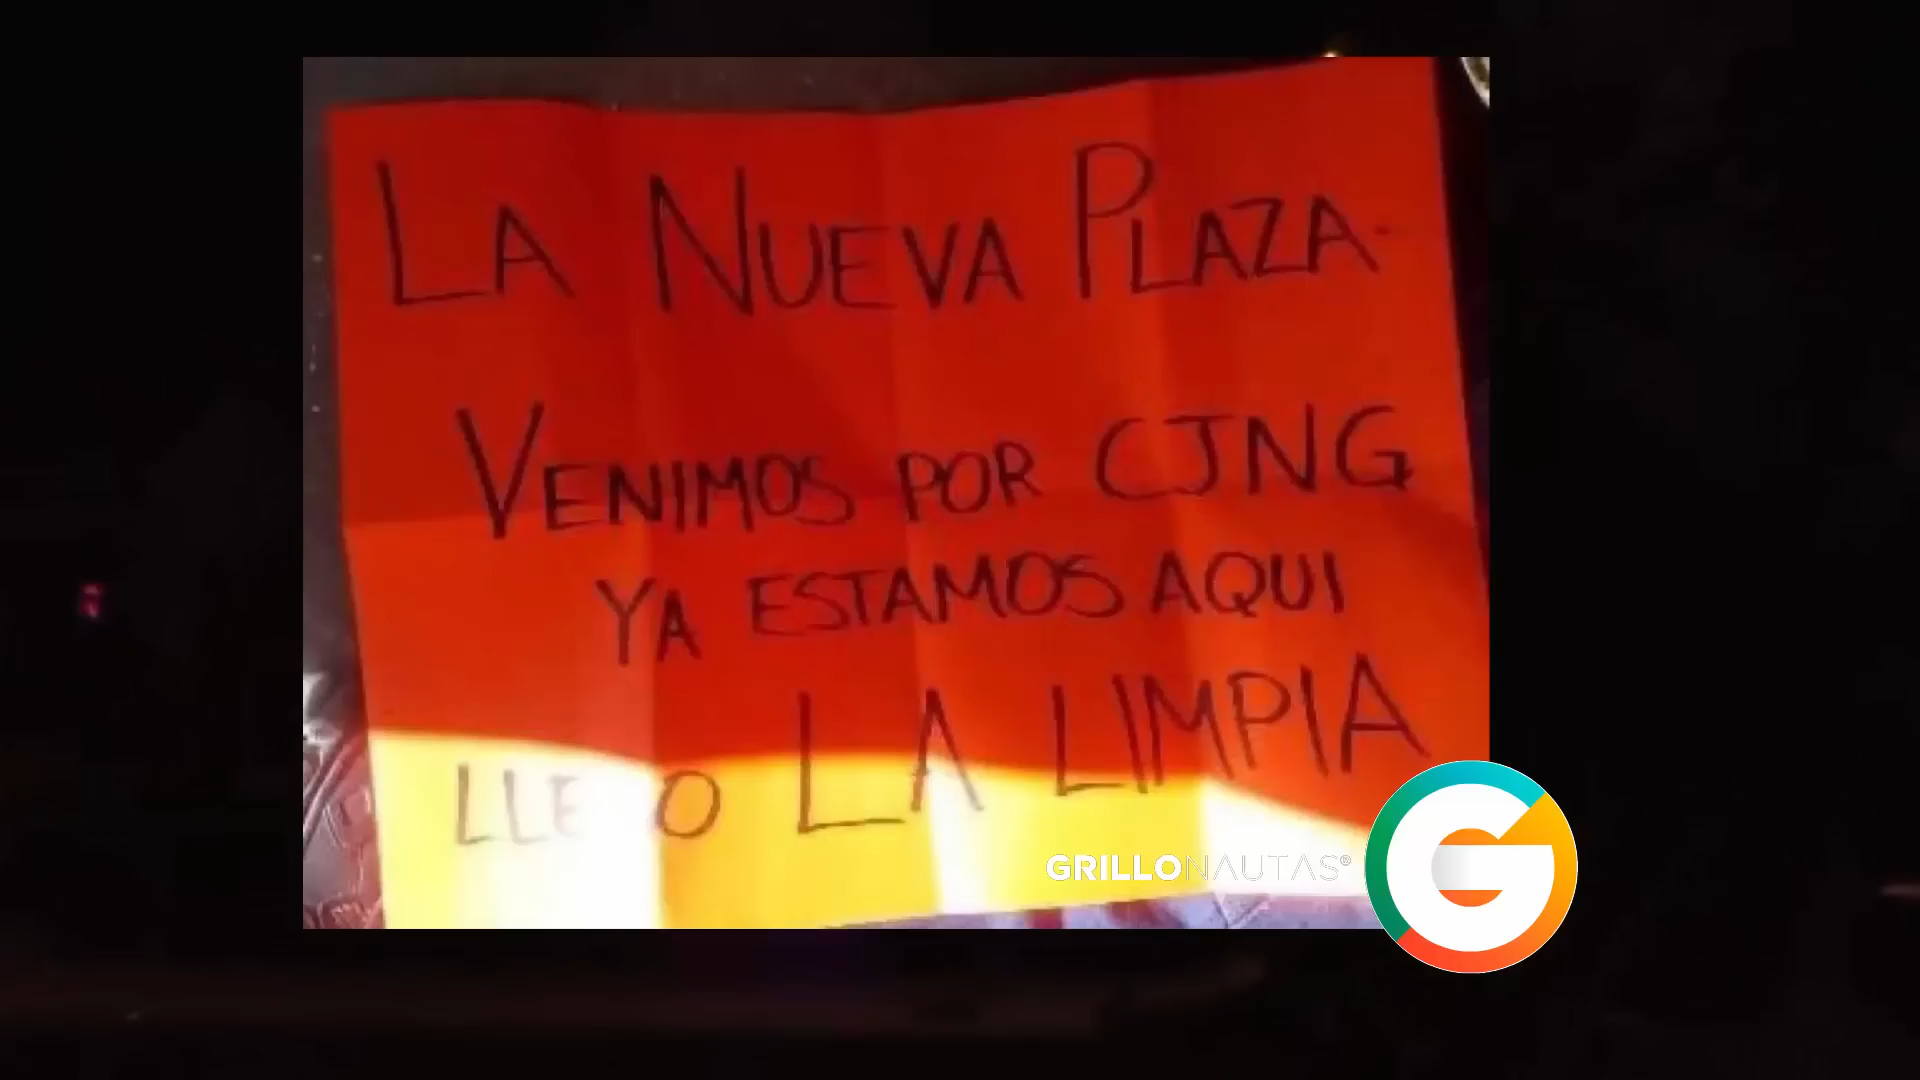 LA NUEVA PLAZA.
VENIMOS POR CJNG
YA ESTAMOS AQUI
LA LIMPIA
GRILLONAUTAS®
G